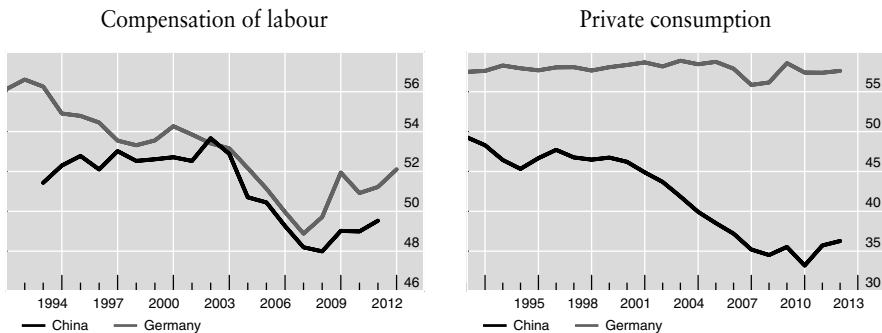 Compensation of labour
56
54
52
50
48
46
1994 1997 2000 2003 2006 2009 2012
China Germany
Private consumption
55
50
45
40
35
30
1995 1998 2001 2004 2007 2010 2013
China Germany